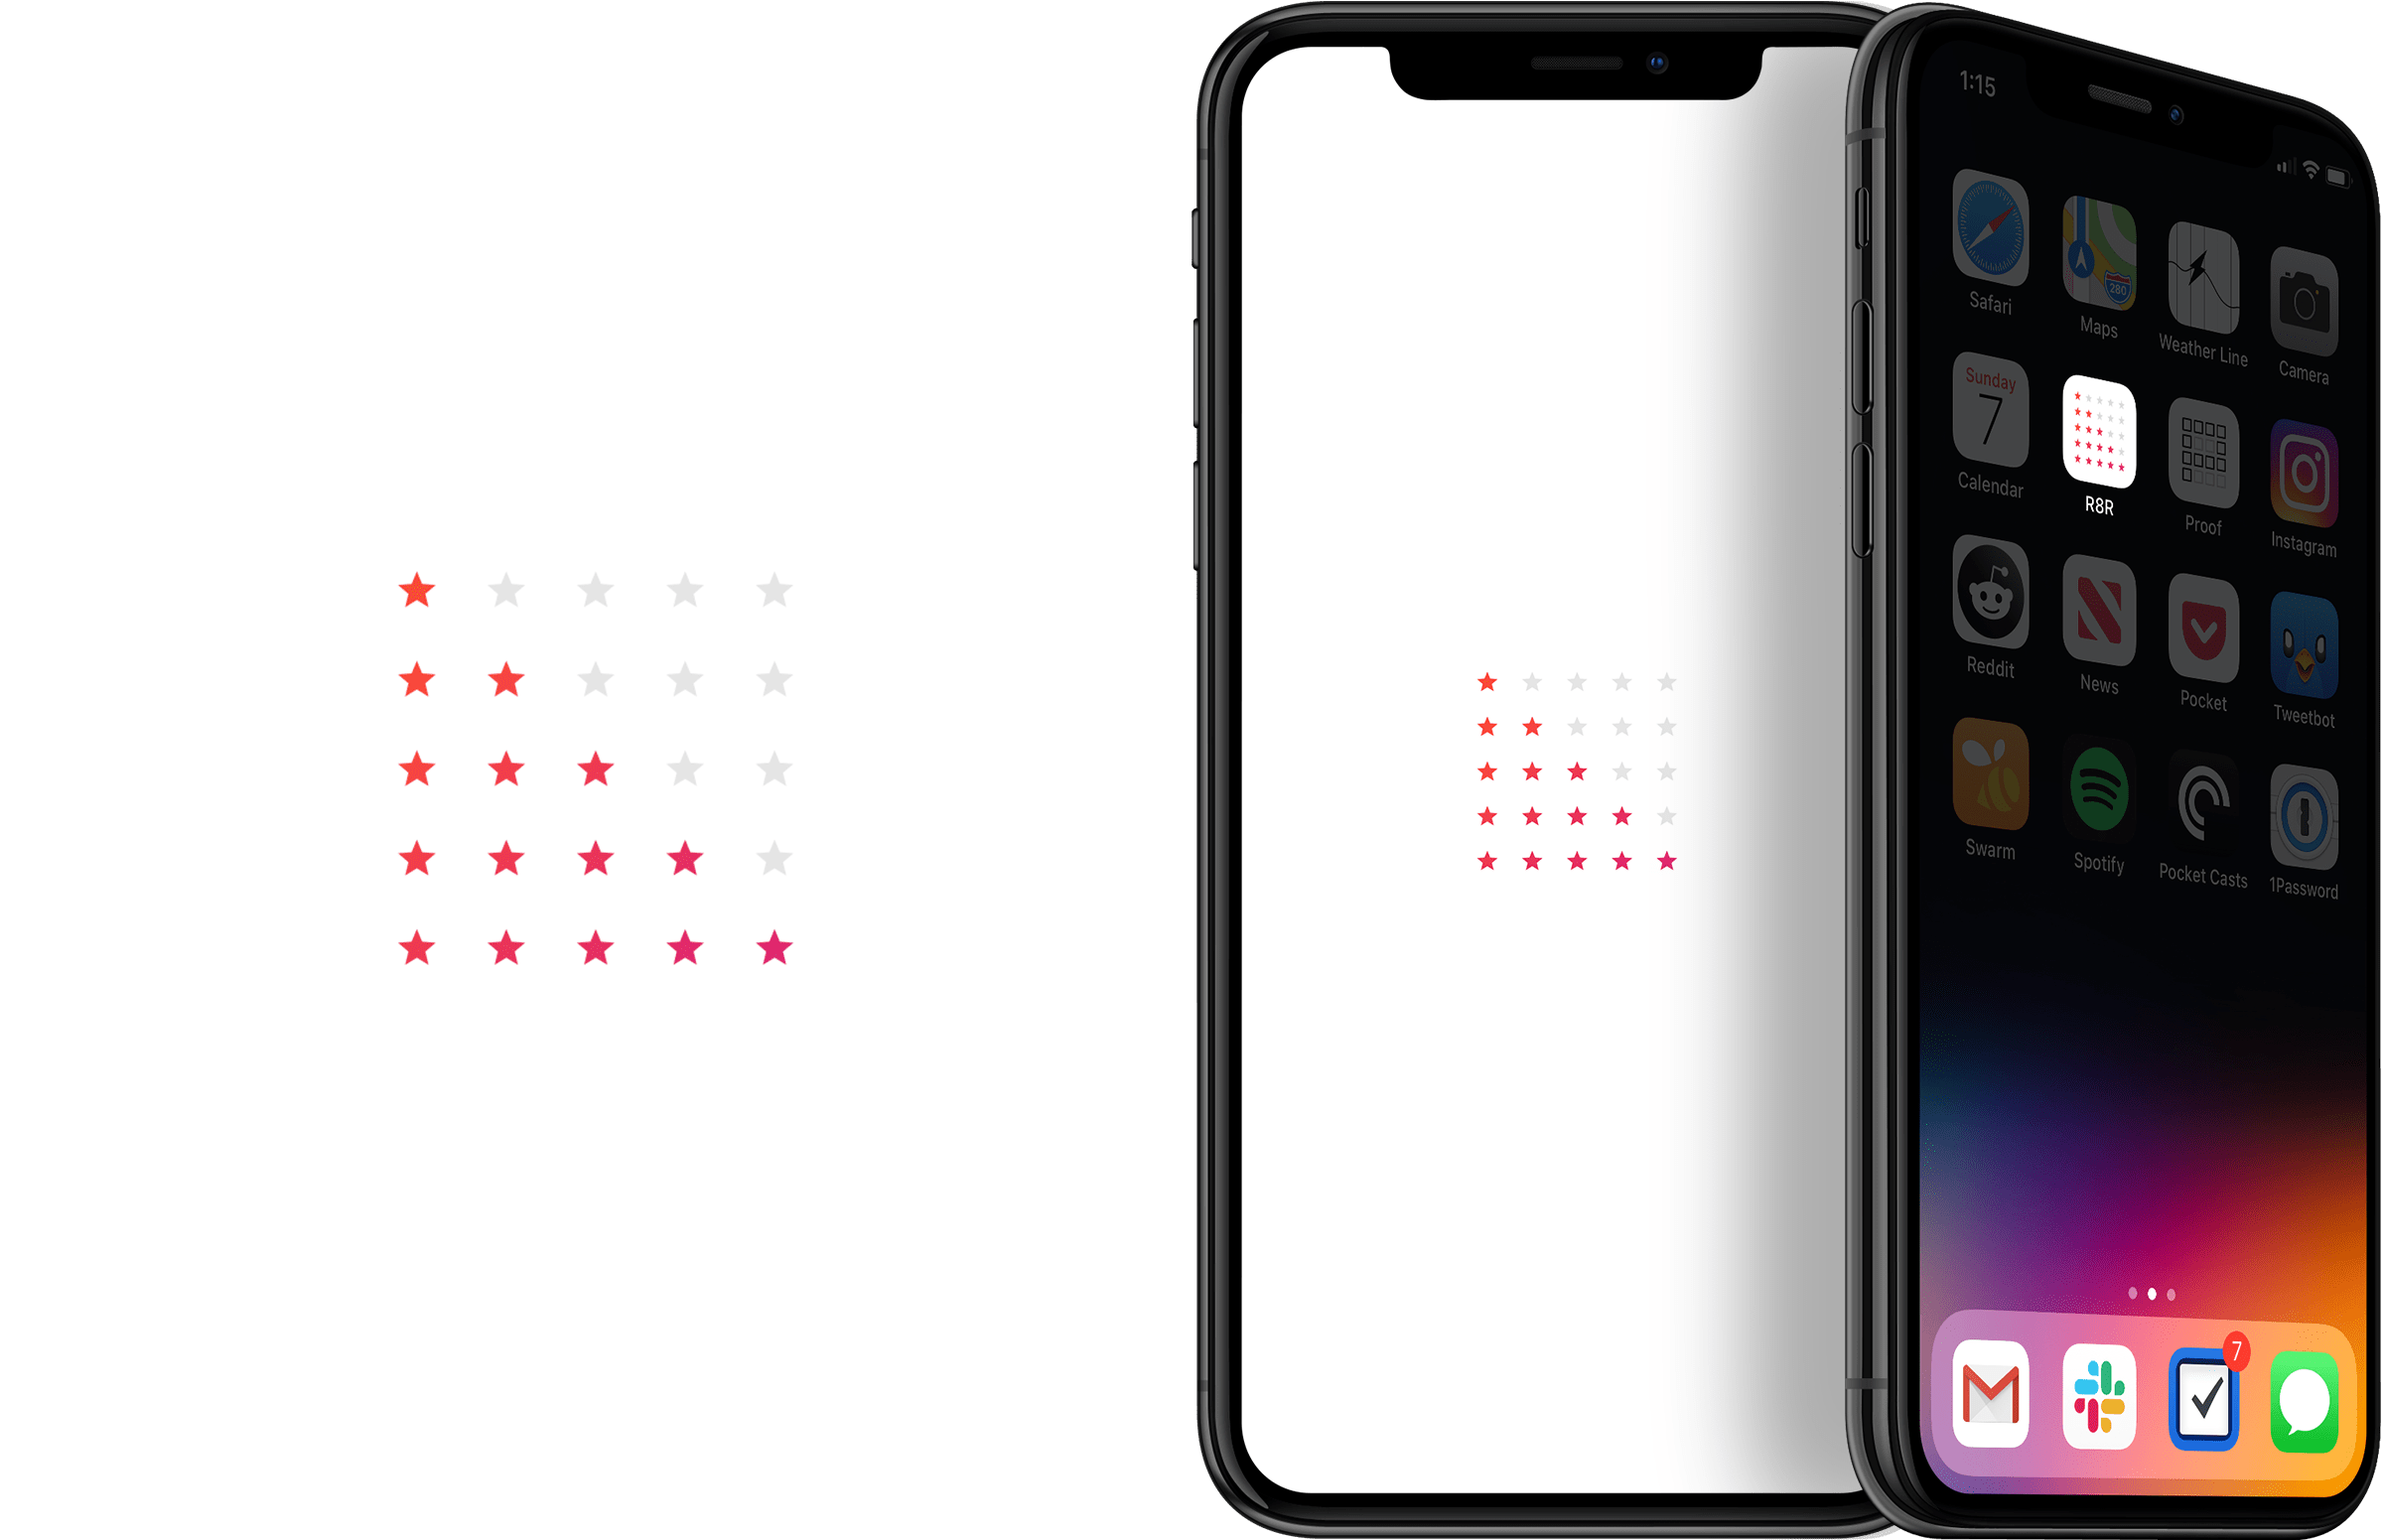 1:15
Safari
Maps
280
Weather Line
Camera
Sunday
7
Calendar
R8R
Proof
Instagram
Reddit
News
Pocket
Tweetbot
Swarm
Spotify
Pocket Casts
1Password
7